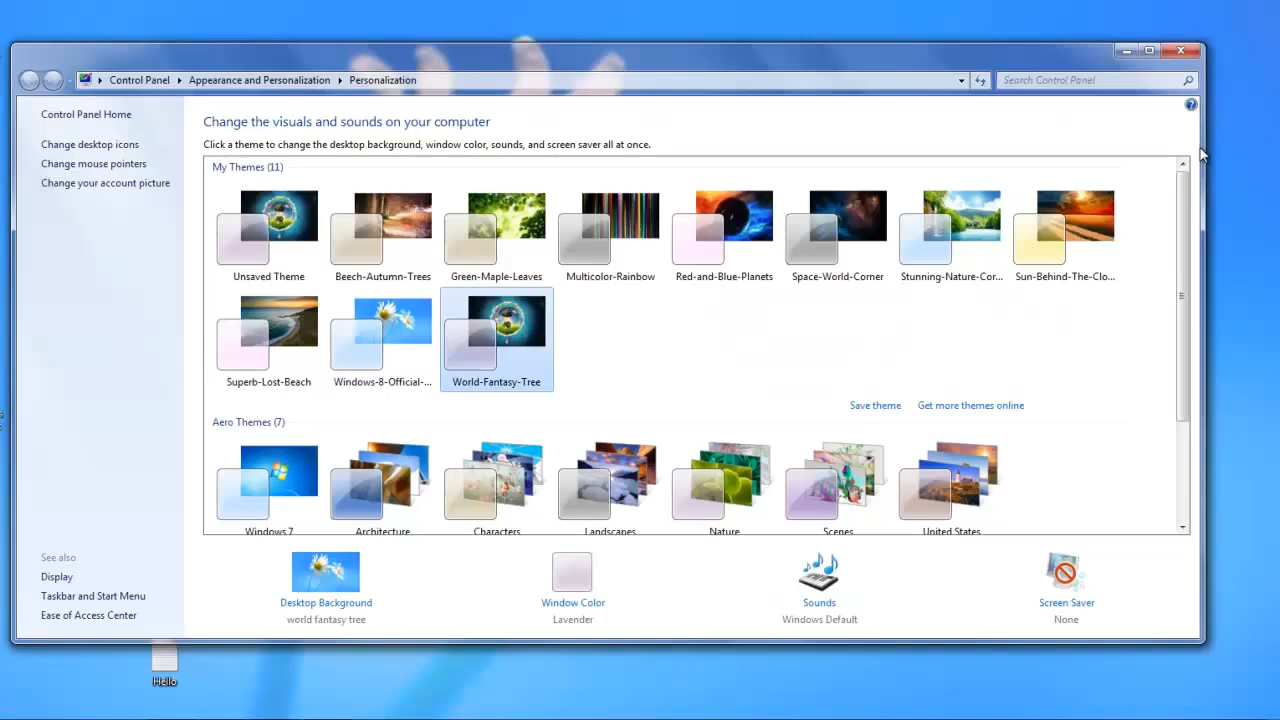 Control Panel Appearance and Personalization Personalization Search Control Panel
Control Panel Home
Change desktop icons
Change mouse pointers
Change your account picture
Change the visuals and sounds on your computer
Click a theme to change the desktop background, window color, sounds, and screen saver all at once.
My Themes (11)
Unsaved Theme Beech-Autumn-Trees Green-Maple-Leaves Multicolor-Rainbow Red-and-Blue-Planets Space-World-Corner Stunning-Nature-Cor... Sun-Behind-The-Clo...
Superb-Lost-Beach Windows-8-Official-... World-Fantasy-Tree
Save theme Get more themes online
Aero Themes (7)
Windows 7 Architecture Characters Landscapes Nature Scenes United States
See also
Display
Taskbar and Start Menu
Ease of Access Center
Desktop Background Window Color Sounds Screen Saver
world fantasy tree Lavender Windows Default None
Hello